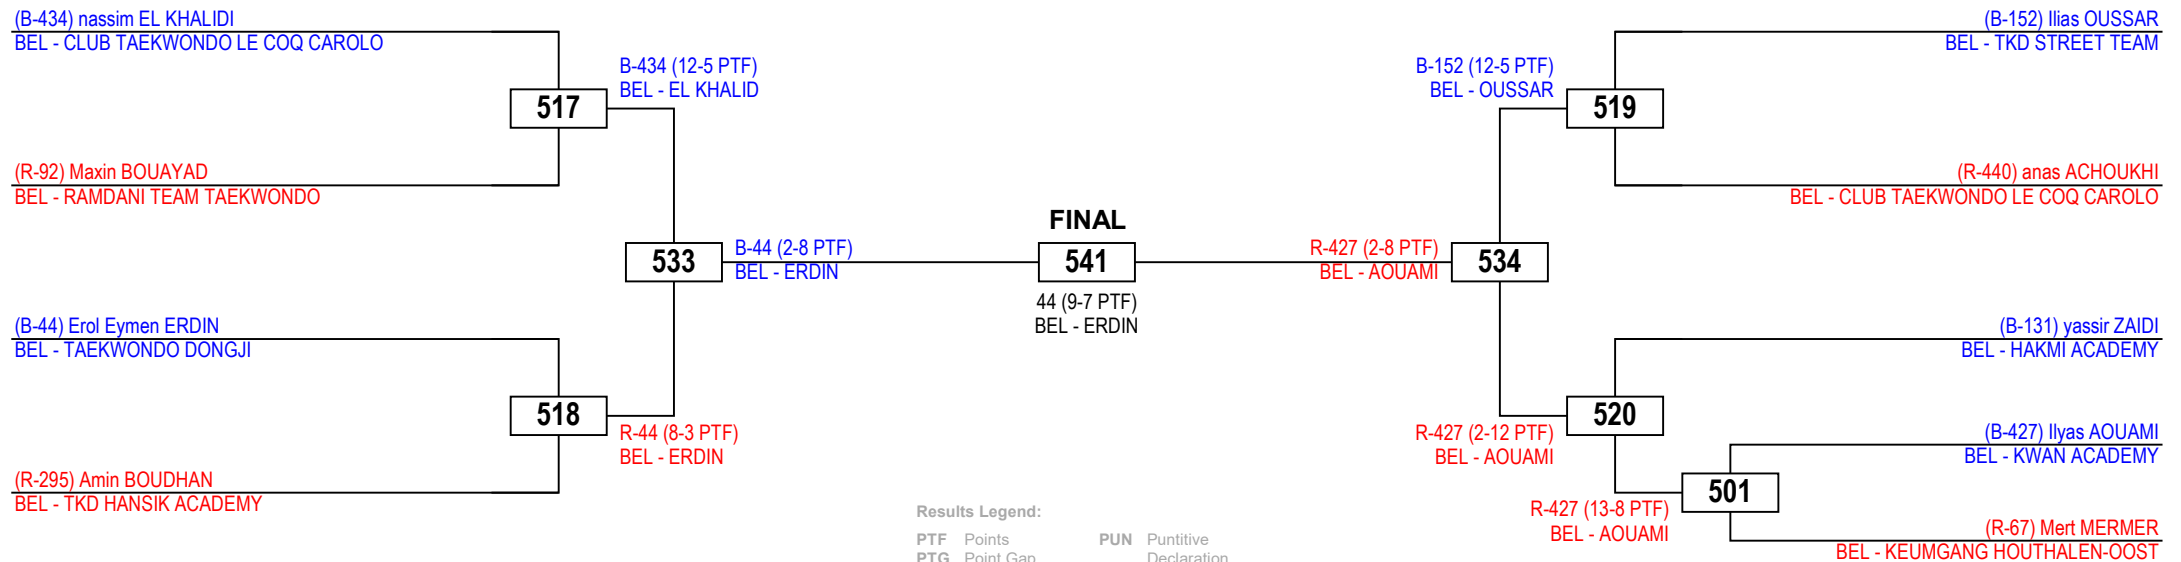 (B-434) nassim EL KHALIDI
BEL - CLUB TAEKWONDO LE COQ CAROLO
B-434 (12-5 PTF)
BEL - EL KHALID
517
(R-92) Maxin BOUAYAD
BEL - RAMDANI TEAM TAEKWONDO
533
B-44 (2-8 PTF)
BEL - ERDIN
(B-44) Erol Eymen ERDIN
BEL - TAEKWONDO DONGJI
518
R-44 (8-3 PTF)
BEL - ERDIN
(R-295) Amin BOUDHAN
BEL - TKD HANSIK ACADEMY
FINAL
541
44 (9-7 PTF)
BEL - ERDIN
(B-152) Ilias OUSSAR
BEL - TKD STREET TEAM
B-152 (12-5 PTF)
BEL - OUSSAR
519
(R-440) anas ACHOUKHI
BEL - CLUB TAEKWONDO LE COQ CAROLO
R-427 (2-8 PTF)
BEL - AOUAMI
534
(B-131) yassir ZAIDI
BEL - HAKMI ACADEMY
520
R-427 (2-12 PTF)
BEL - AOUAMI
(B-427) Ilyas AOUAMI
BEL - KWAN ACADEMY
501
R-427 (13-8 PTF)
BEL - AOUAMI
(R-67) Mert MERMER
BEL - KEUMGANG HOUTHALEN-OOST
Results Legend:
PTF Points PUN Puntitive
PTG Point Gap Declaration